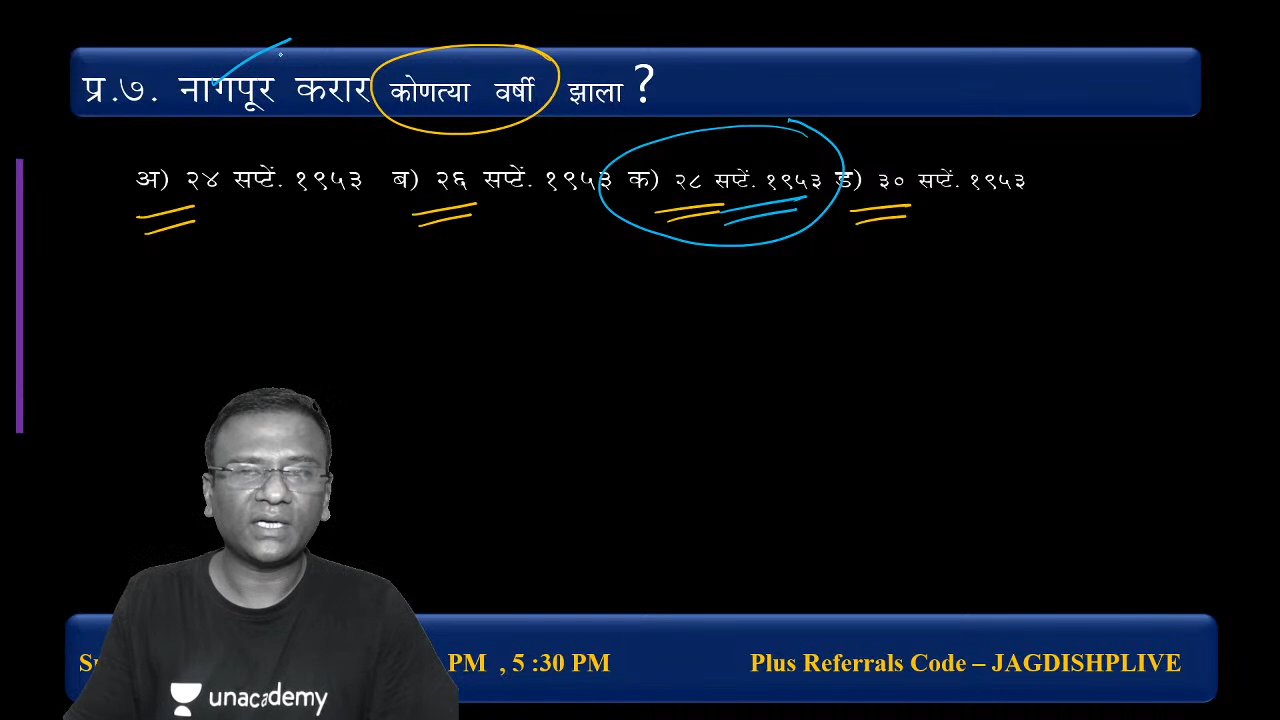 प्र.७. नागपूर करार कोणत्या वर्षी झाला ?
अ) २४ सप्टें. १९५३ ब) २६ सप्टें. १९५३ क) २८ सप्टें. १९५३ ड) ३० सप्टें. १९५३
PM , 5 :30 PM Plus Referrals Code – JAGDISHPLIVE
unacademy